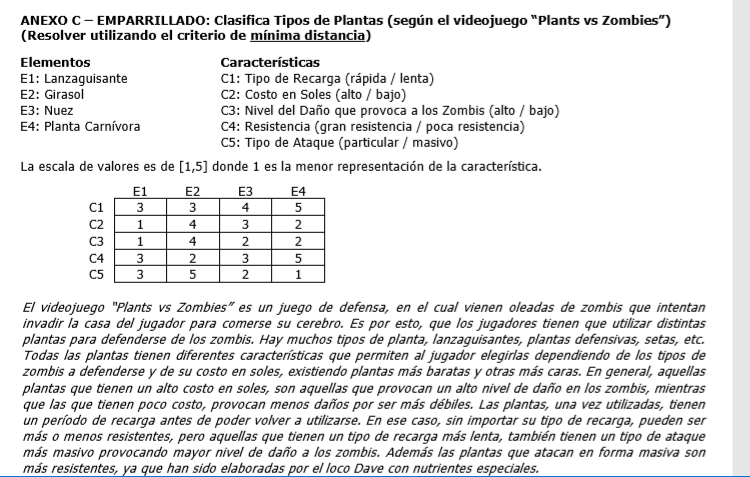 ANEXO C – EMPARRILLADO: Clasifica Tipos de Plantas (según el videojuego “Plants vs Zombies”)
(Resolver utilizando el criterio de mínima distancia)
Elementos Características
E1: Lanzaguisante C1: Tipo de Recarga (rápida / lenta)
E2: Girasol C2: Costo en Soles (alto / bajo)
E3: Nuez C3: Nivel del Daño que provoca a los Zombis (alto / bajo)
E4: Planta Carnívora C4: Resistencia (gran resistencia / poca resistencia)
C5: Tipo de Ataque (particular / masivo)
La escala de valores es de [1,5] donde 1 es la menor representación de la característica.
E1 E2 E3 E4
C1 3 3 4 5
C2 1 4 3 2
C3 1 4 2 2
C4 3 2 3 5
C5 3 5 2 1
El videojuego “Plants vs Zombies” es un juego de defensa, en el cual vienen oleadas de zombis que intentan
invadir la casa del jugador para comerse su cerebro. Es por esto, que los jugadores tienen que utilizar distintas
plantas para defenderse de los zombis. Hay muchos tipos de planta, lanzaguisantes, plantas defensivas, setas, etc.
Todas las plantas tienen diferentes características que permiten al jugador elegirlas dependiendo de los tipos de
zombis a defenderse y de su costo en soles, existiendo plantas más baratas y otras más caras. En general, aquellas
plantas que tienen un alto costo en soles, son aquellas que provocan un alto nivel de daño en los zombis, mientras
que las que tienen poco costo, provocan menos daños por ser más débiles. Las plantas, una vez utilizadas, tienen
un período de recarga antes de poder volver a utilizarse. En ese caso, sin importar su tipo de recarga, pueden ser
más o menos resistentes, pero aquellas que tienen un tipo de recarga más lenta, también tienen un tipo de ataque
más masivo provocando mayor nivel de daño a los zombis. Además las plantas que atacan en forma masiva son
más resistentes, ya que han sido elaboradas por el loco Dave con nutrientes especiales.